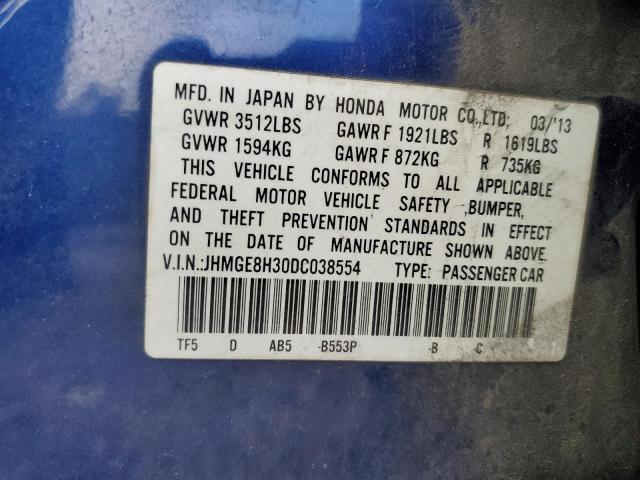 MFD. IN JAPAN BY HONDA MOTOR CO.,LTD; 03/'13
GVWR 3512LBS GAWR F 1921LBS R 1619LBS
GVWR 1594KG GAWR F 872KG R 735KG
THIS VEHICLE CONFORMS TO ALL APPLICABLE
FEDERAL MOTOR VEHICLE SAFETY ,BUMPER,
AND THEFT PREVENTION STANDARDS IN EFFECT
ON THE DATE OF MANUFACTURE SHOWN ABOVE.
V.I.N.:JHMGE8H30DC038554 TYPE: PASSENGER CAR
TF5 D AB5 -B553P -B C